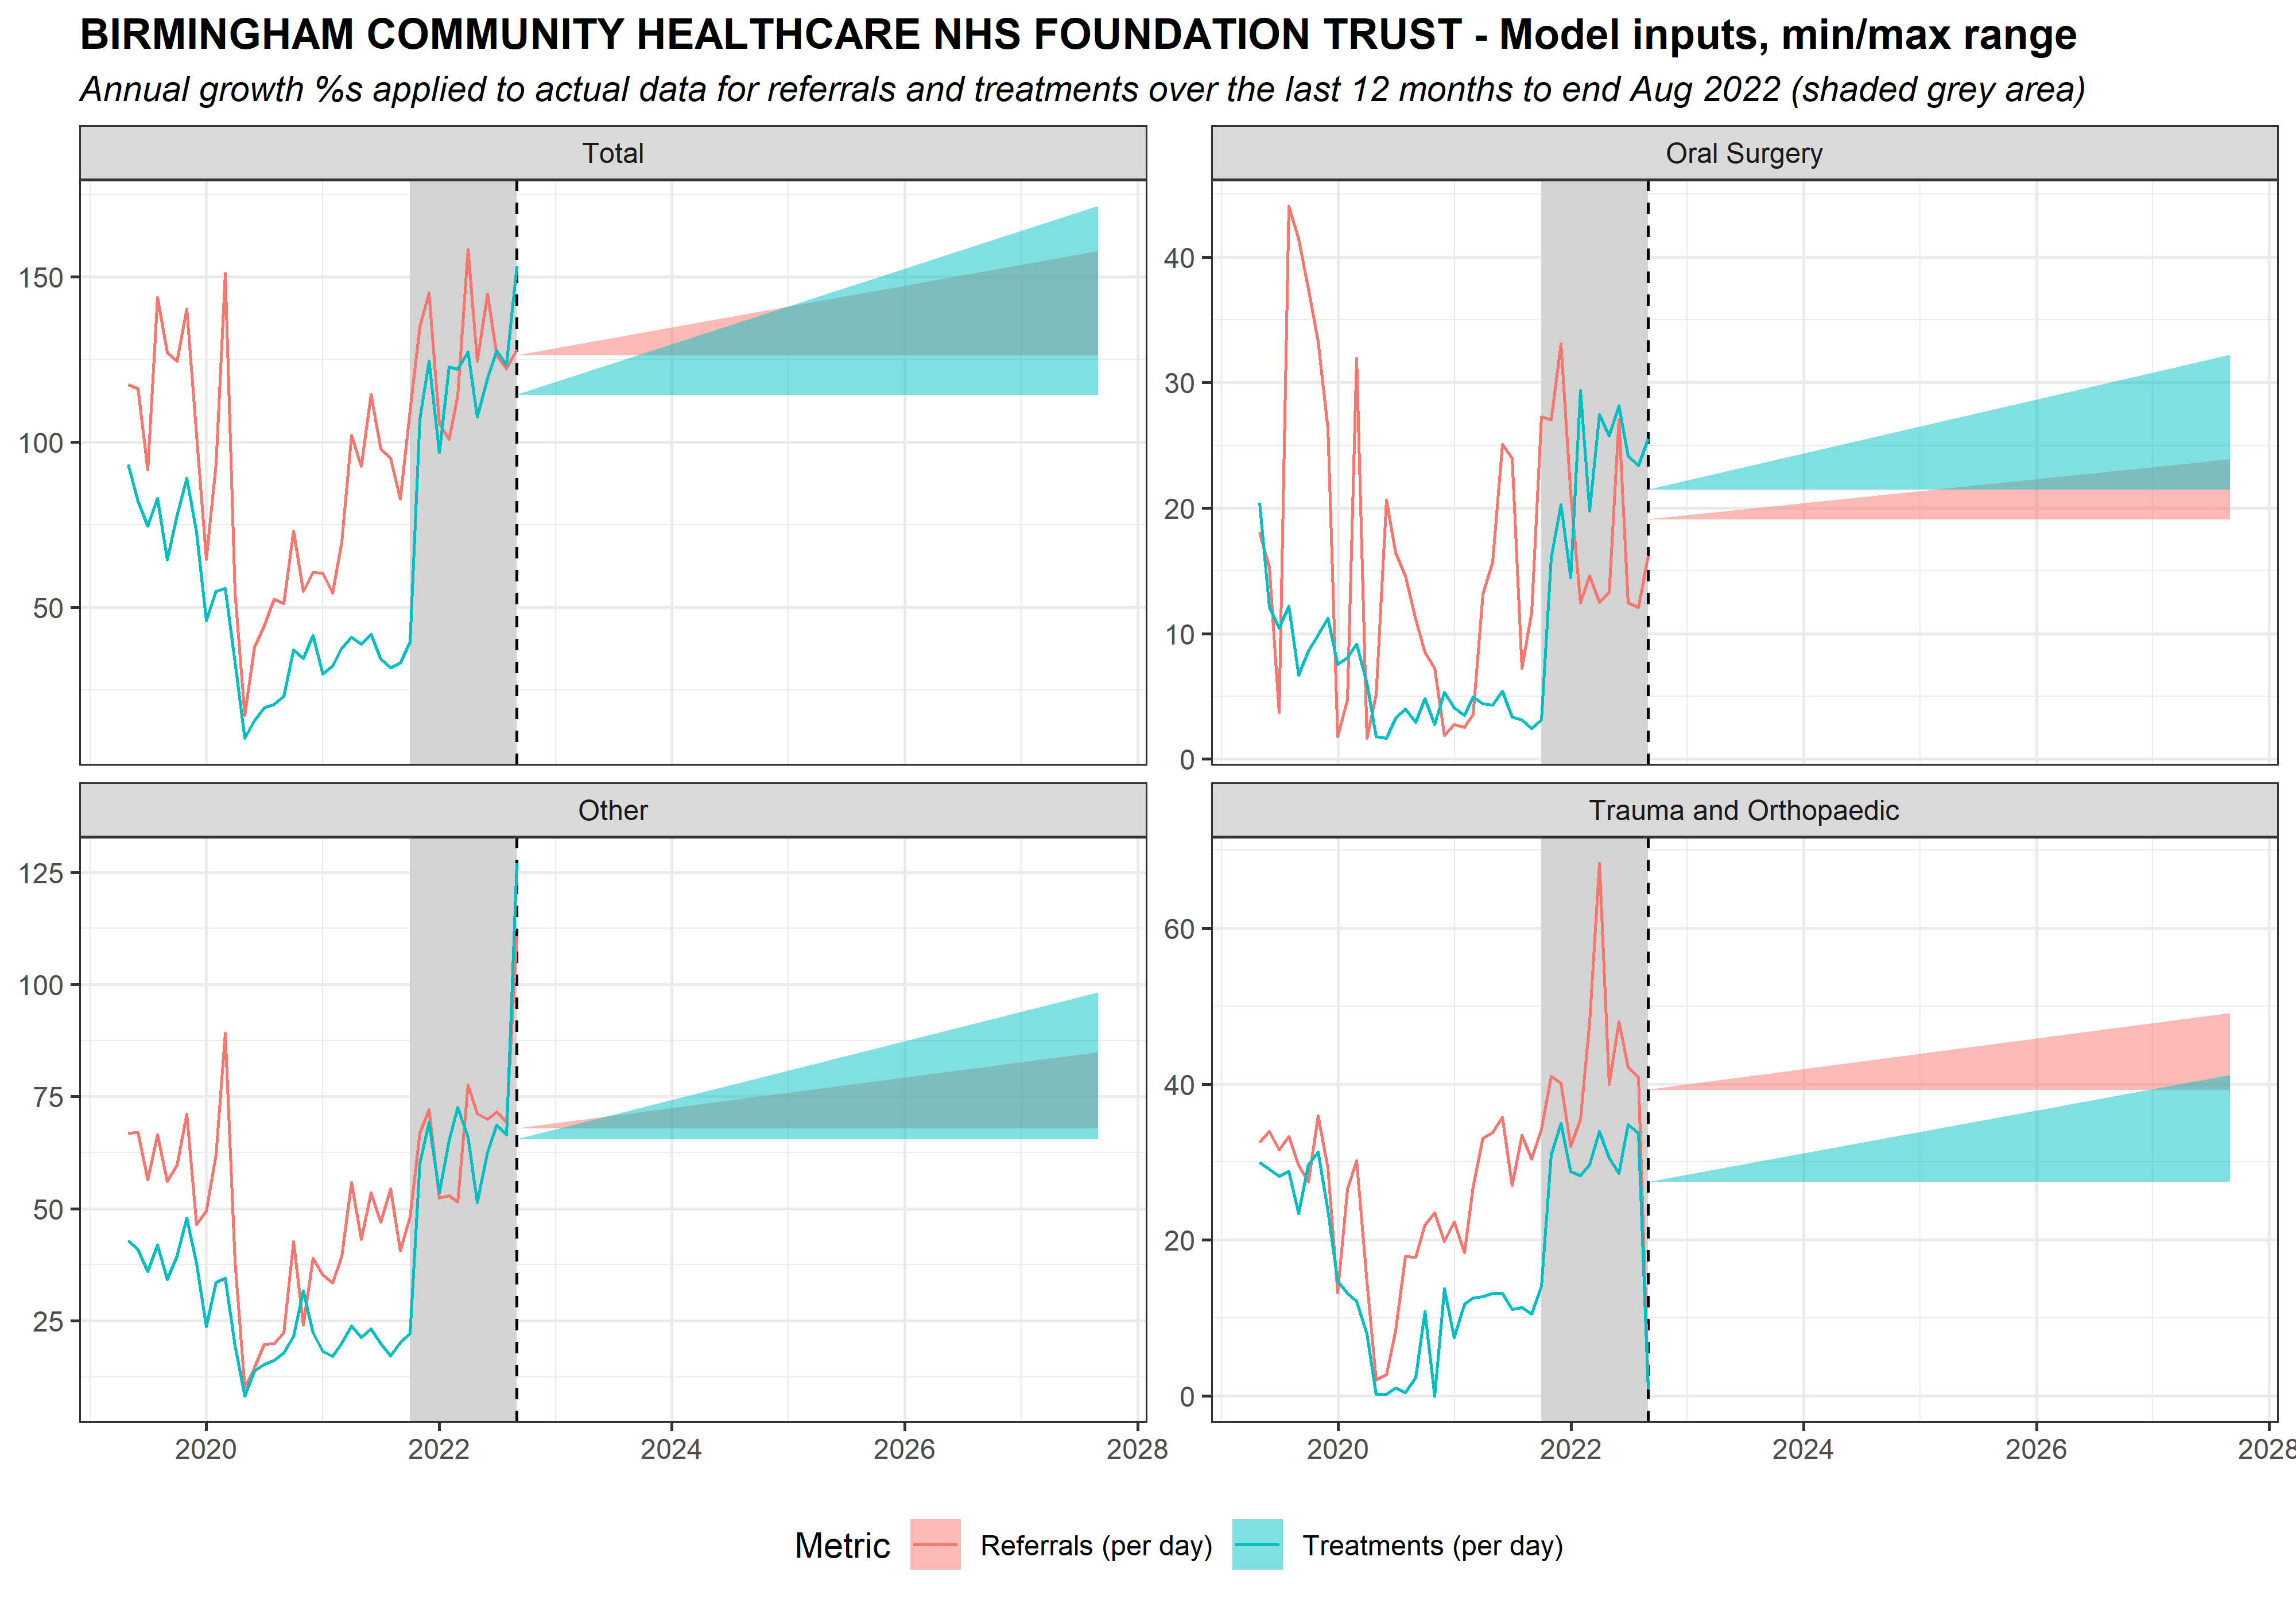 BIRMINGHAM COMMUNITY HEALTHCARE NHS FOUNDATION TRUST - Model inputs, min/max range
Annual growth %s applied to actual data for referrals and treatments over the last 12 months to end Aug 2022 (shaded grey area)
Total
Oral Surgery
150
100
50
40
30
20
10
0
Other
Trauma and Orthopaedic
125
100
75
50
25
60
40
20
0
2020 2022 2024 2026 2028
2020 2022 2024 2026 2028
Metric Referrals (per day) Treatments (per day)